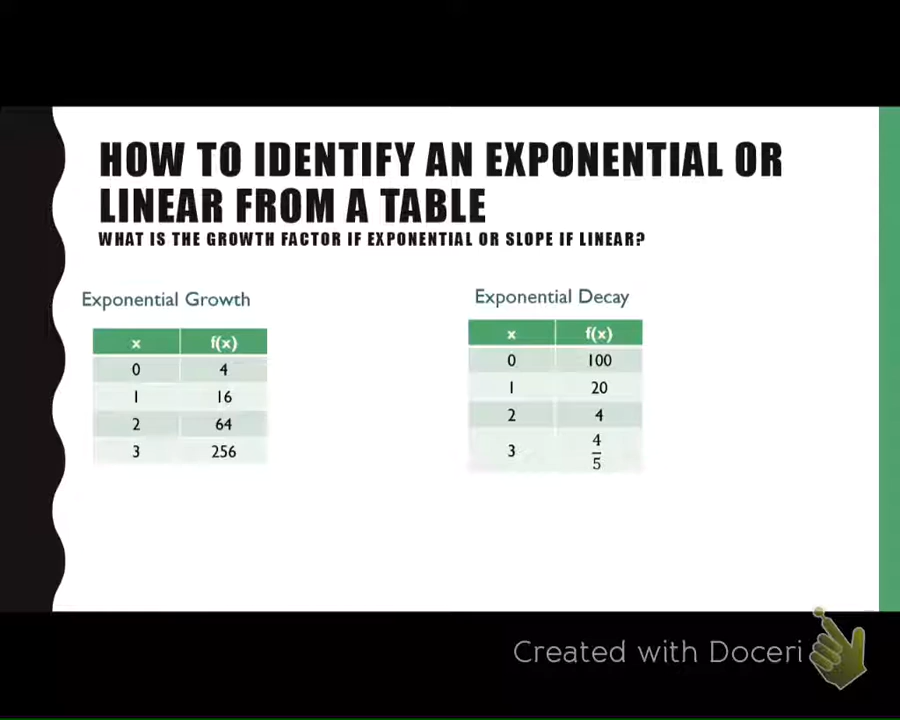 HOW TO IDENTIFY AN EXPONENTIAL OR
LINEAR FROM A TABLE
WHAT IS THE GROWTH FACTOR IF EXPONENTIAL OR SLOPE IF LINEAR?
Exponential Growth
x f(x)
0 4
1 16
2 64
3 256
Exponential Decay
x f(x)
0 100
1 20
2 4
3 4/5
Created with Doceri